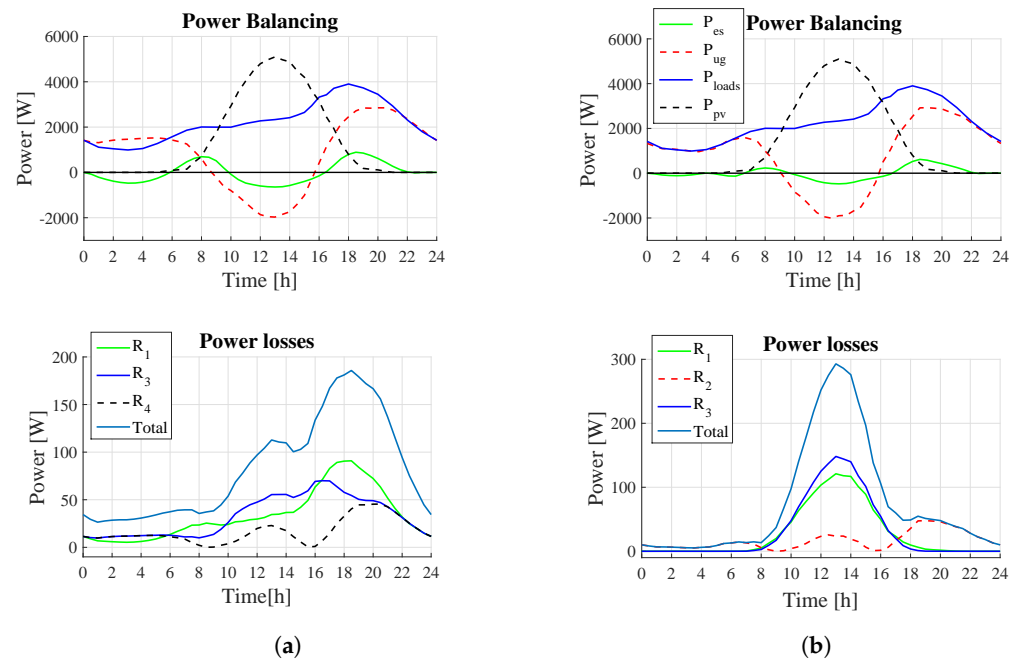 Power Balancing
6000
4000
2000
0
-2000
Power [W]
0 2 4 6 8 10 12 14 16 18 20 22 24
Time [h]
Power Balancing
P_es
P_ug
P_loads
P_pv
6000
4000
2000
0
-2000
Power [W]
0 2 4 6 8 10 12 14 16 18 20 22 24
Time [h]
Power losses
R_1
R_3
R_4
Total
200
150
100
50
0
Power [W]
0 2 4 6 8 10 12 14 16 18 20 22 24
Time[h]
(a)
Power losses
R_1
R_2
R_3
Total
300
200
100
0
Power [W]
0 2 4 6 8 10 12 14 16 18 20 22 24
Time [h]
(b)